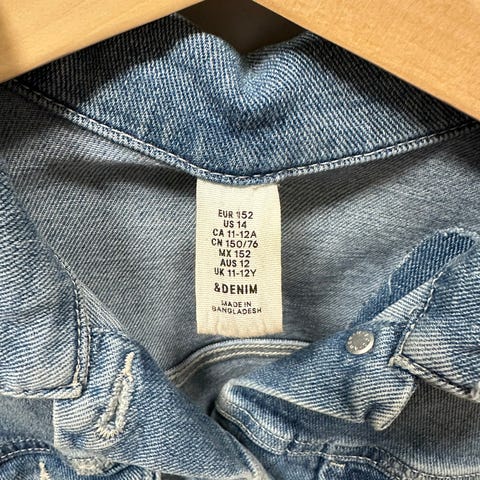 EUR 152
US 14
CA 11-12A
CN 150/76
MX 152
AUS 12
UK 11-12Y
&DENIM
MADE IN
BANGLADESH